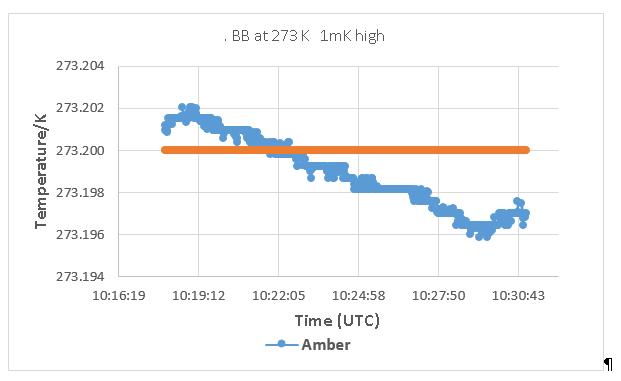 . BB at 273 K 1mK high
273.204
273.202
273.200
273.198
273.196
273.194
Temperature/K
10:16:19 10:19:12 10:22:05 10:24:58 10:27:50 10:30:43
Time (UTC)
Amber
¶